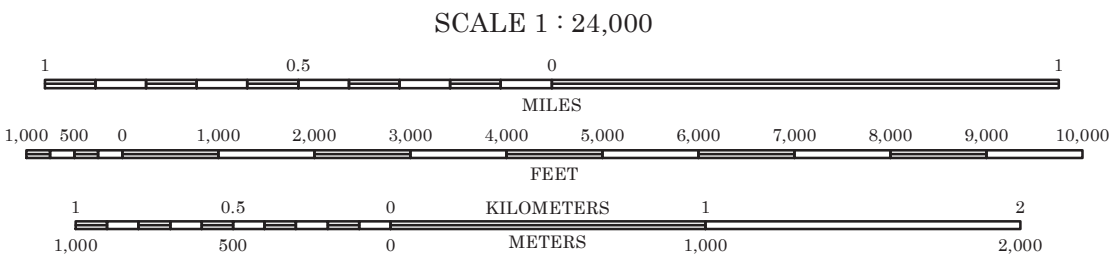 SCALE 1 : 24,000
1 0.5 0 1
MILES
1,000 500 0 1,000 2,000 3,000 4,000 5,000 6,000 7,000 8,000 9,000 10,000
FEET
1 0.5 0 KILOMETERS 1 2
1,000 500 0 METERS 1,000 2,000